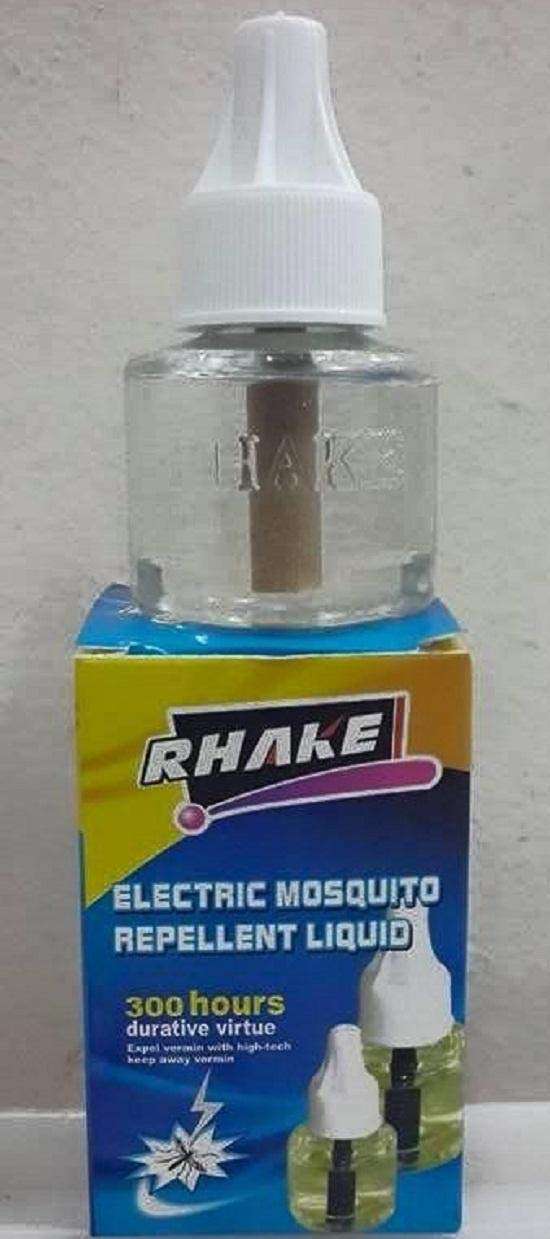 RHAKE
RHAKE
ELECTRIC MOSQUITO
REPELLENT LIQUID
300 hours
durative virtue
Expel vermin with high-tech
keep away vermin